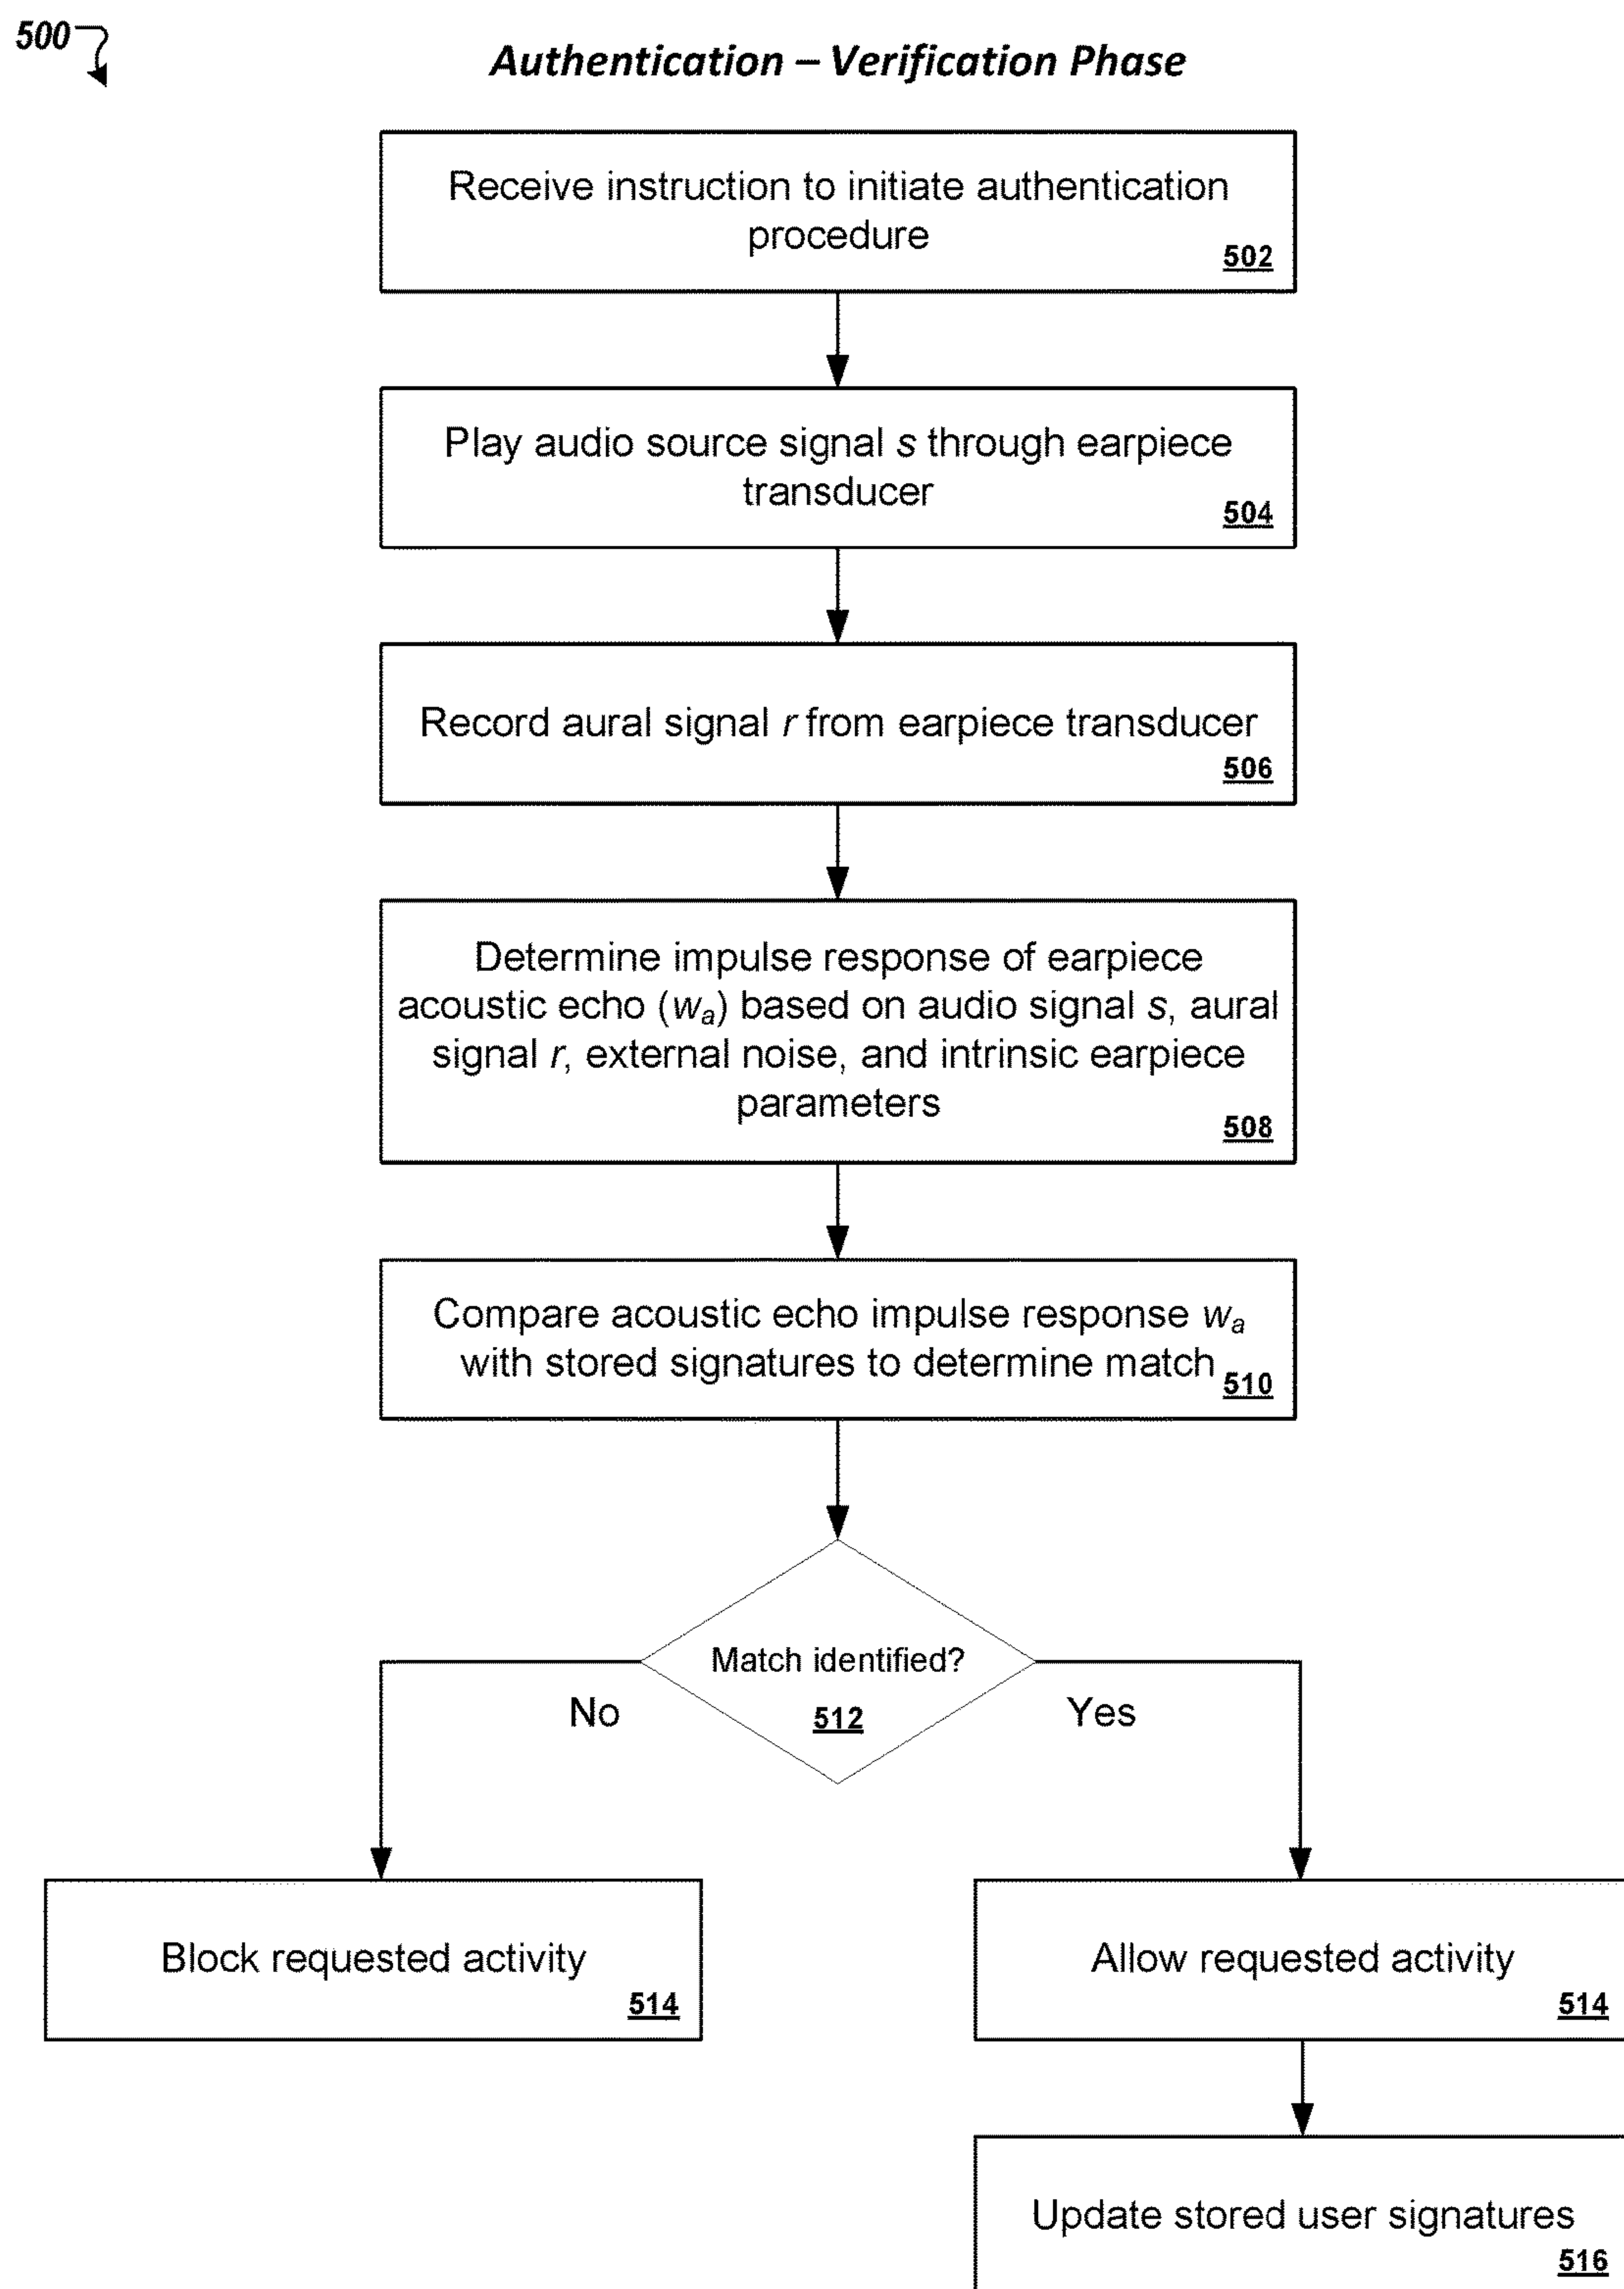 500
Authentication – Verification Phase
Receive instruction to initiate authentication
procedure
502
Play audio source signal s through earpiece
transducer
504
Record aural signal r from earpiece transducer
506
Determine impulse response of earpiece
acoustic echo (wa) based on audio signal s, aural
signal r, external noise, and intrinsic earpiece
parameters
508
Compare acoustic echo impulse response wa
with stored signatures to determine match
510
Match identified?
512
No
Yes
Block requested activity
514
Allow requested activity
514
Update stored user signatures
516